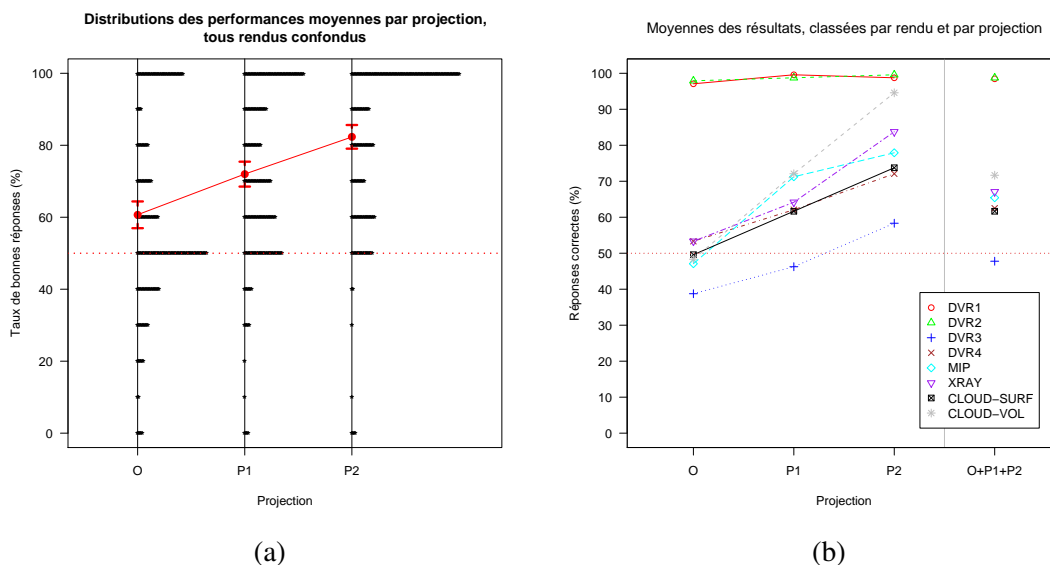 Distributions des performances moyennes par projection,
tous rendus confondus
Taux de bonnes réponses (%)
100
80
60
40
20
0
O
P1
P2
Projection
(a)
Moyennes des résultats, classées par rendu et par projection
Réponses correctes (%)
100
90
80
70
60
50
40
30
20
10
0
DVR1
DVR2
DVR3
DVR4
MIP
XRAY
CLOUD−SURF
CLOUD−VOL
O
P1
P2
O+P1+P2
Projection
(b)